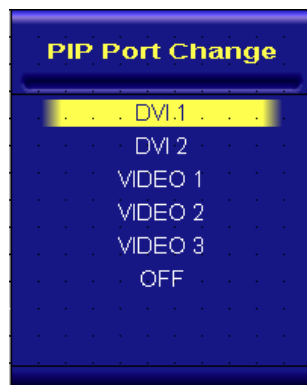 PIP Port Change
DVI 1
DVI 2
VIDEO 1
VIDEO 2
VIDEO 3
OFF